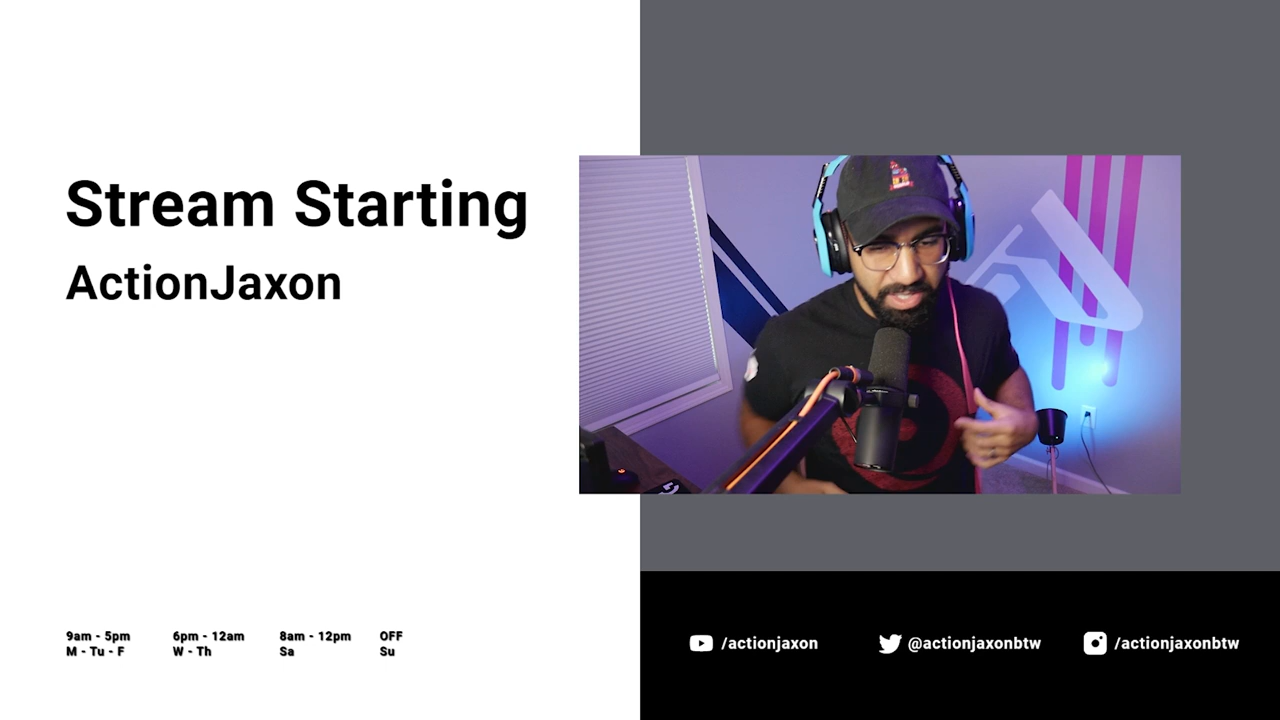 Stream Starting
ActionJaxon
9am - 5pm
M - Tu - F
6pm - 12am
W - Th
8am - 12pm
Sa
OFF
Su
/actionjaxon
@actionjaxonbtw
/actionjaxonbtw